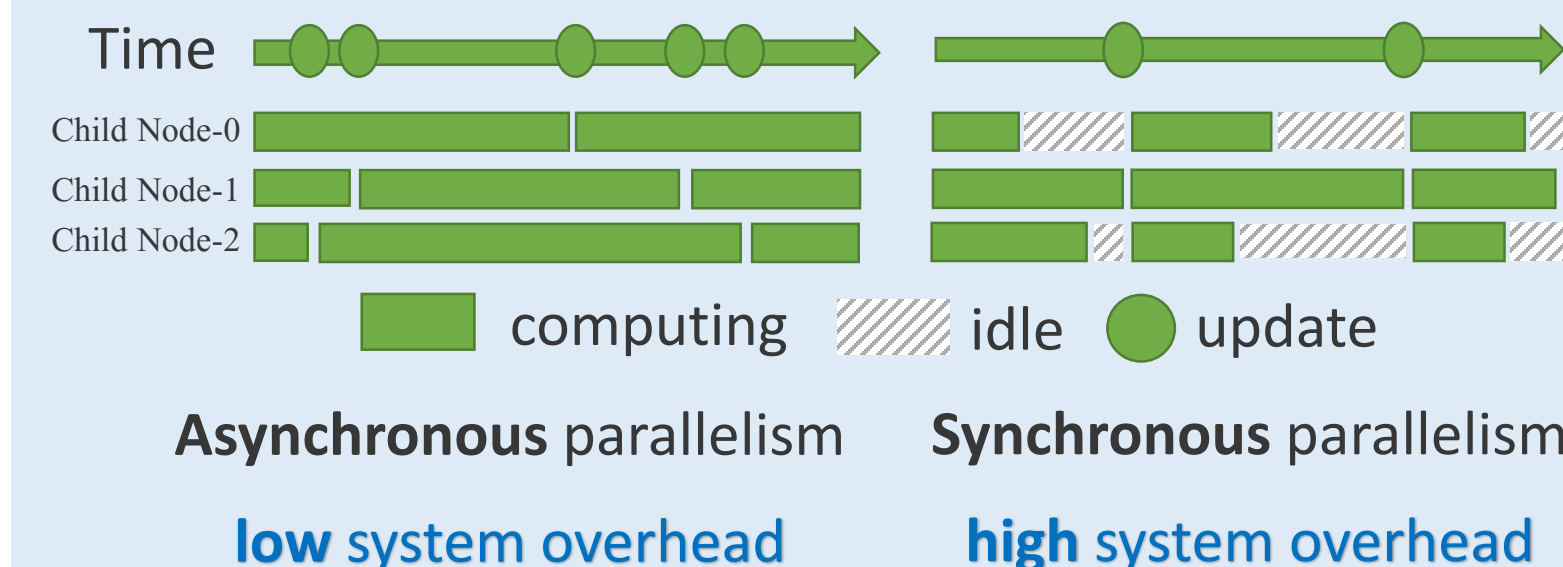 Time
Child Node-0
Child Node-1
Child Node-2
computing idle update
Asynchronous parallelism Synchronous parallelism
low system overhead high system overhead